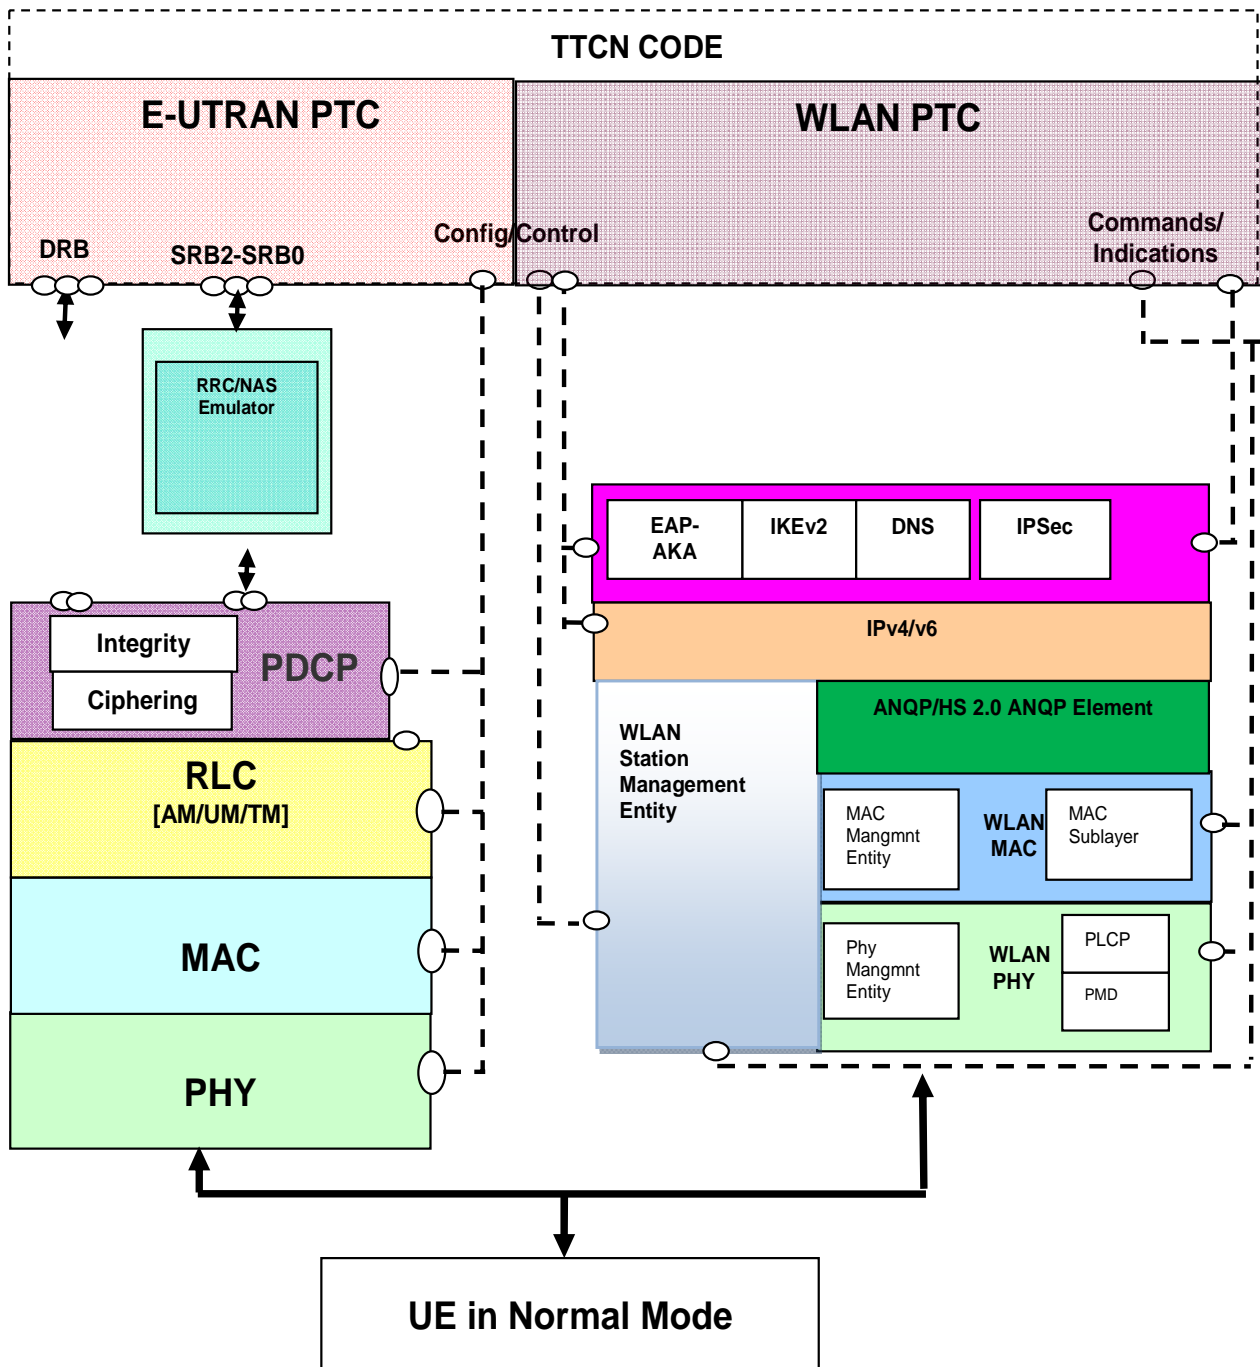 TTCN CODE
E-UTRAN PTC
WLAN PTC
DRB
SRB2-SRB0
Config/Control
Commands/
Indications
RRC/NAS
Emulator
EAP-
AKA
IKEv2
DNS
IPSec
Integrity
Ciphering
PDCP
IPv4/v6
ANQP/HS 2.0 ANQP Element
WLAN
Station
Management
Entity
RLC
[AM/UM/TM]
MAC
Mangmnt
Entity
WLAN
MAC
MAC
Sublayer
MAC
Phy
Mangmnt
Entity
WLAN
PHY
PLCP
PMD
PHY
UE in Normal Mode